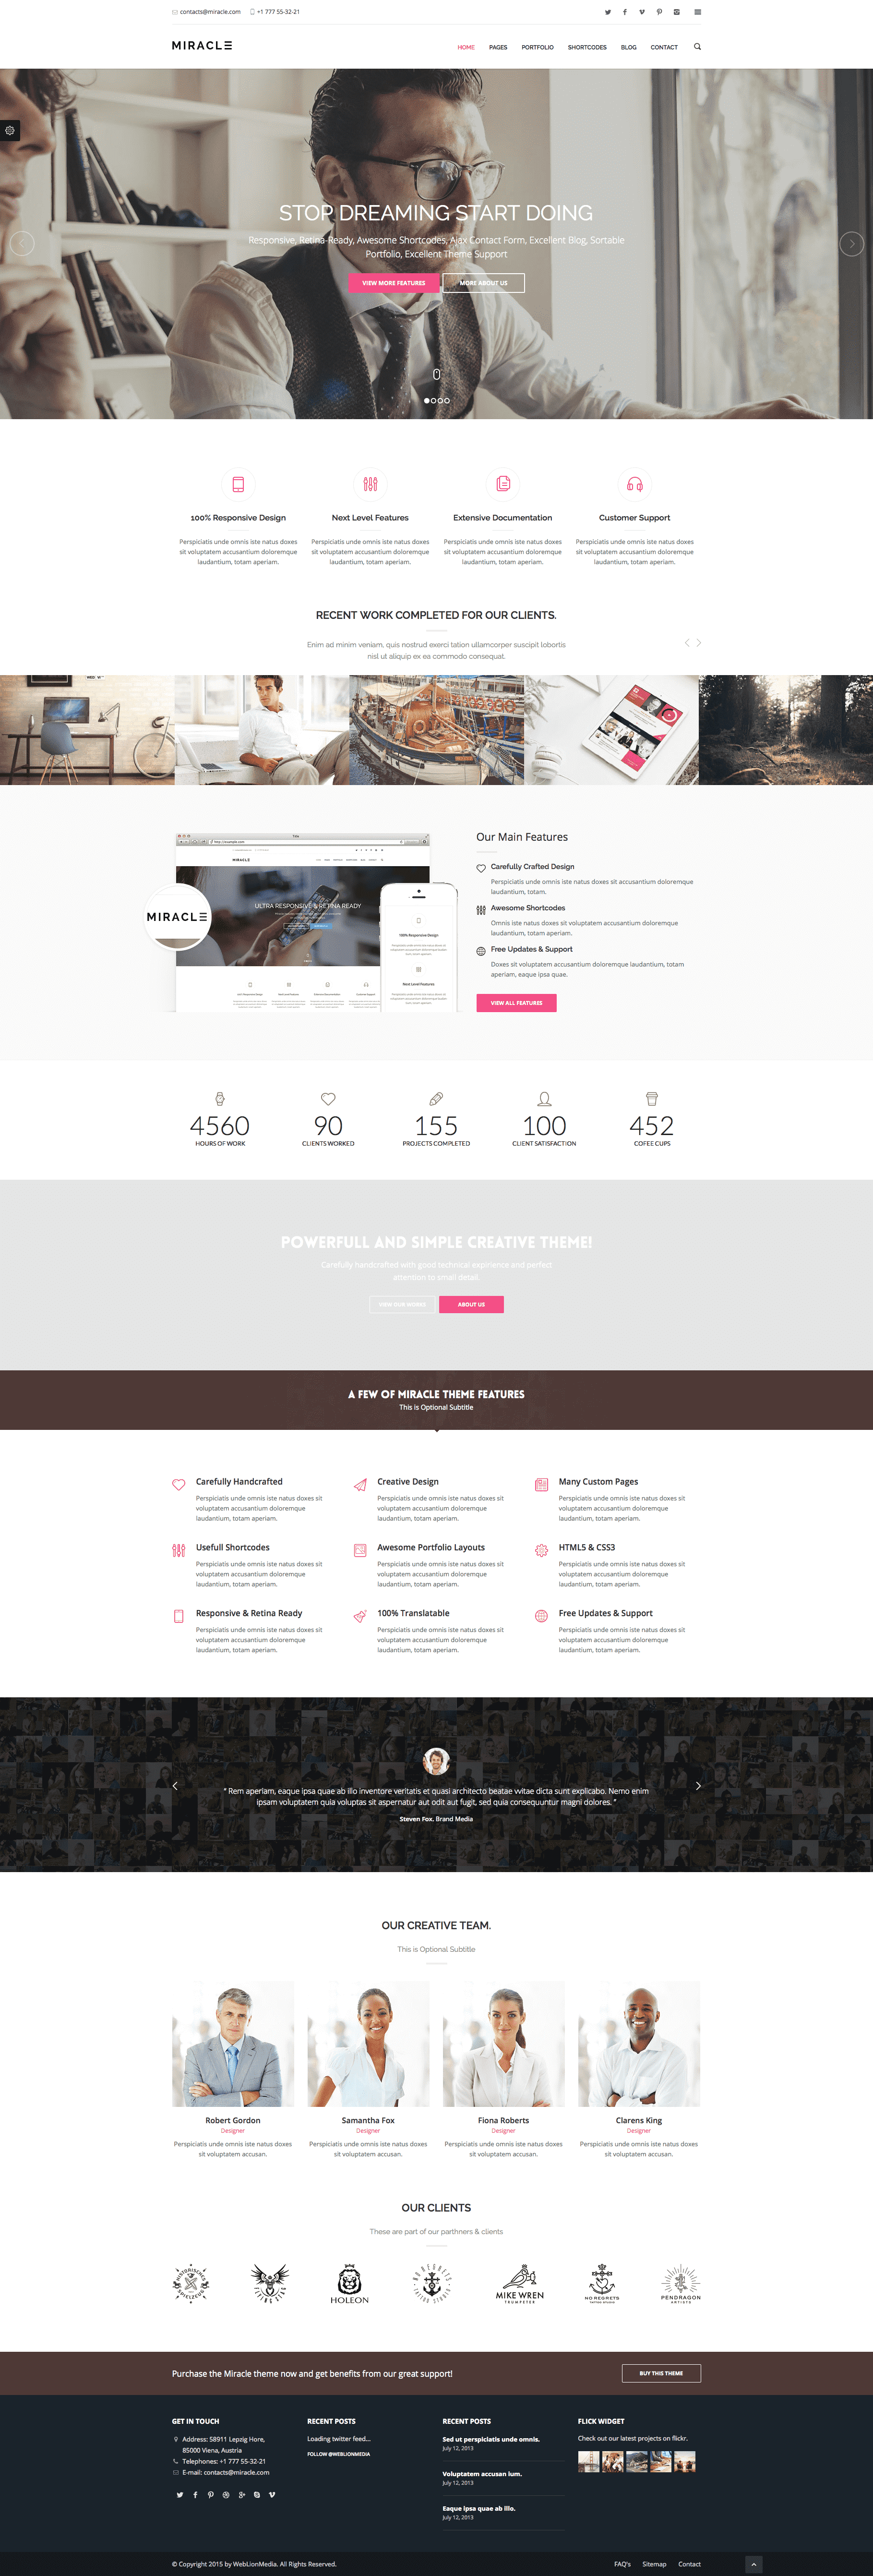 contacts@miracle.com +1 777 55-32-21
MIRACLE
HOME PAGES PORTFOLIO SHORTCODES BLOG CONTACT
STOP DREAMING START DOING
Responsive, Retina-Ready, Awesome Shortcodes, Ajax Contact Form, Excellent Blog, Sortable
Portfolio, Excellent Theme Support
VIEW MORE FEATURES MORE ABOUT US
100% Responsive Design
Perspiciatis unde omnis iste natus doxes
sit voluptatem accusantium doloremque
laudantium, totam aperiam.
Next Level Features
Perspiciatis unde omnis iste natus doxes
sit voluptatem accusantium doloremque
laudantium, totam aperiam.
Extensive Documentation
Perspiciatis unde omnis iste natus doxes
sit voluptatem accusantium doloremque
laudantium, totam aperiam.
Customer Support
Perspiciatis unde omnis iste natus doxes
sit voluptatem accusantium doloremque
laudantium, totam aperiam.
RECENT WORK COMPLETED FOR OUR CLIENTS.
Enim ad minim veniam, quis nostrud exerci tation ullamcorper suscipit lobortis
nisl ut aliquip ex ea commodo consequat.
MIRACLE
ULTRA RESPONSIVE & RETINA READY
MIRACLE
100% Responsive Design
Next Level Features
Our Main Features
Carefully Crafted Design
Perspiciatis unde omnis iste natus doxes sit accusantium doloremque
laudantium, totam.
Awesome Shortcodes
Omnis iste natus doxes sit voluptatem accusantium doloremque
laudantium, totam aperiam.
Free Updates & Support
Doxes sit voluptatem accusantium doloremque laudantium, totam
aperiam, eaque ipsa quae.
VIEW ALL FEATURES
4560 90 155 100 452
HOURS OF WORK CLIENTS WORKED PROJECTS COMPLETED CLIENT SATISFACTION COFEE CUPS
POWERFULL AND SIMPLE CREATIVE THEME!
Carefully handcrafted with good technical expirience and perfect
attention to small detail.
VIEW OUR WORKS ABOUT US
A FEW OF MIRACLE THEME FEATURES
This is Optional Subtitle
Carefully Handcrafted
Perspiciatis unde omnis iste natus doxes sit
voluptatem accusantium doloremque
laudantium, totam aperiam.
Creative Design
Perspiciatis unde omnis iste natus doxes sit
voluptatem accusantium doloremque
laudantium, totam aperiam.
Many Custom Pages
Perspiciatis unde omnis iste natus doxes sit
voluptatem accusantium doloremque
laudantium, totam aperiam.
Usefull Shortcodes
Perspiciatis unde omnis iste natus doxes sit
voluptatem accusantium doloremque
laudantium, totam aperiam.
Awesome Portfolio Layouts
Perspiciatis unde omnis iste natus doxes sit
voluptatem accusantium doloremque
laudantium, totam aperiam.
HTML5 & CSS3
Perspiciatis unde omnis iste natus doxes sit
voluptatem accusantium doloremque
laudantium, totam aperiam.
Responsive & Retina Ready
Perspiciatis unde omnis iste natus doxes sit
voluptatem accusantium doloremque
laudantium, totam aperiam.
100% Translatable
Perspiciatis unde omnis iste natus doxes sit
voluptatem accusantium doloremque
laudantium, totam aperiam.
Free Updates & Support
Perspiciatis unde omnis iste natus doxes sit
voluptatem accusantium doloremque
laudantium, totam aperiam.
" Rem aperiam, eaque ipsa quae ab illo inventore veritatis et quasi architecto beatae vvitae dicta sunt explicabo. Nemo enim
ipsam voluptatem quia voluptas sit aspernatur aut odit aut fugit, sed quia consequuntur magni dolores. "
Steven Fox. Brand Media
OUR CREATIVE TEAM.
This is Optional Subtitle
Robert Gordon
Designer
Perspiciatis unde omnis iste natus doxes
sit voluptatem accusan.
Samantha Fox
Designer
Perspiciatis unde omnis iste natus doxes
sit voluptatem accusan.
Fiona Roberts
Designer
Perspiciatis unde omnis iste natus doxes
sit voluptatem accusan.
Clarens King
Designer
Perspiciatis unde omnis iste natus doxes
sit voluptatem accusan.
OUR CLIENTS
These are part of our parthners & clients
HOLEON
NO REGRETS
MIKE WREN
TRUMPETER
NO REGRETS
TATTOO STUDIO
PENDRAGON
ARTISTS
Purchase the Miracle theme now and get benefits from our great support!
BUY THIS THEME
GET IN TOUCH
Address: 58911 Lepzig Hore,
85000 Viena, Austria
Telephones: +1 777 55-32-21
E-mail: contacts@miracle.com
RECENT POSTS
Loading twitter feed...
FOLLOW @WEBLIONMEDIA
RECENT POSTS
Sed ut perspiciatis unde omnis.
July 12, 2013
Voluptatem accusan ium.
July 12, 2013
Eaque ipsa quae ab illo.
July 12, 2013
FLICK WIDGET
Check out our latest projects on flickr.
© Copyright 2015 by WebLionMedia. All Rights Reserved.
FAQ's Sitemap Contact